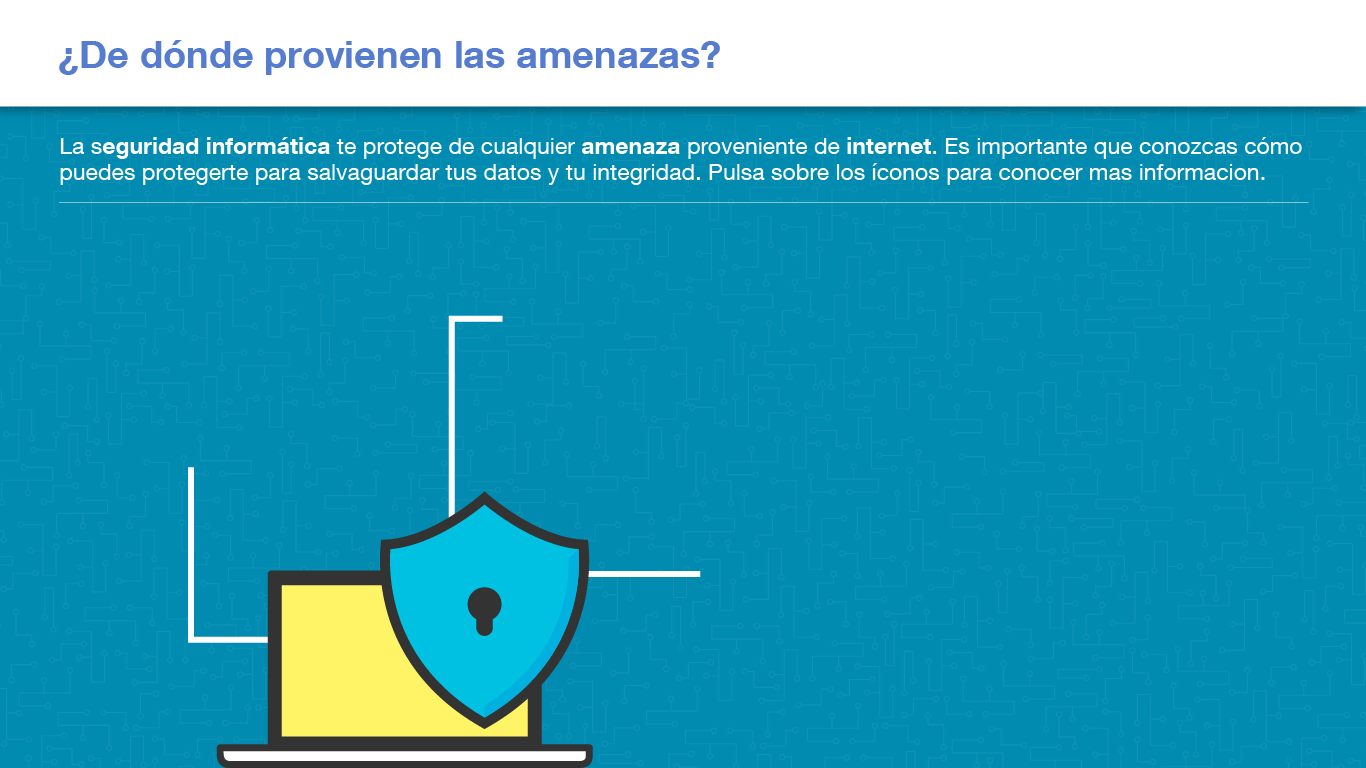 ¿De dónde provienen las amenazas?
La seguridad informática te protege de cualquier amenaza proveniente de internet. Es importante que conozcas cómo
puedes protegerte para salvaguardar tus datos y tu integridad. Pulsa sobre los íconos para conocer mas informacion.